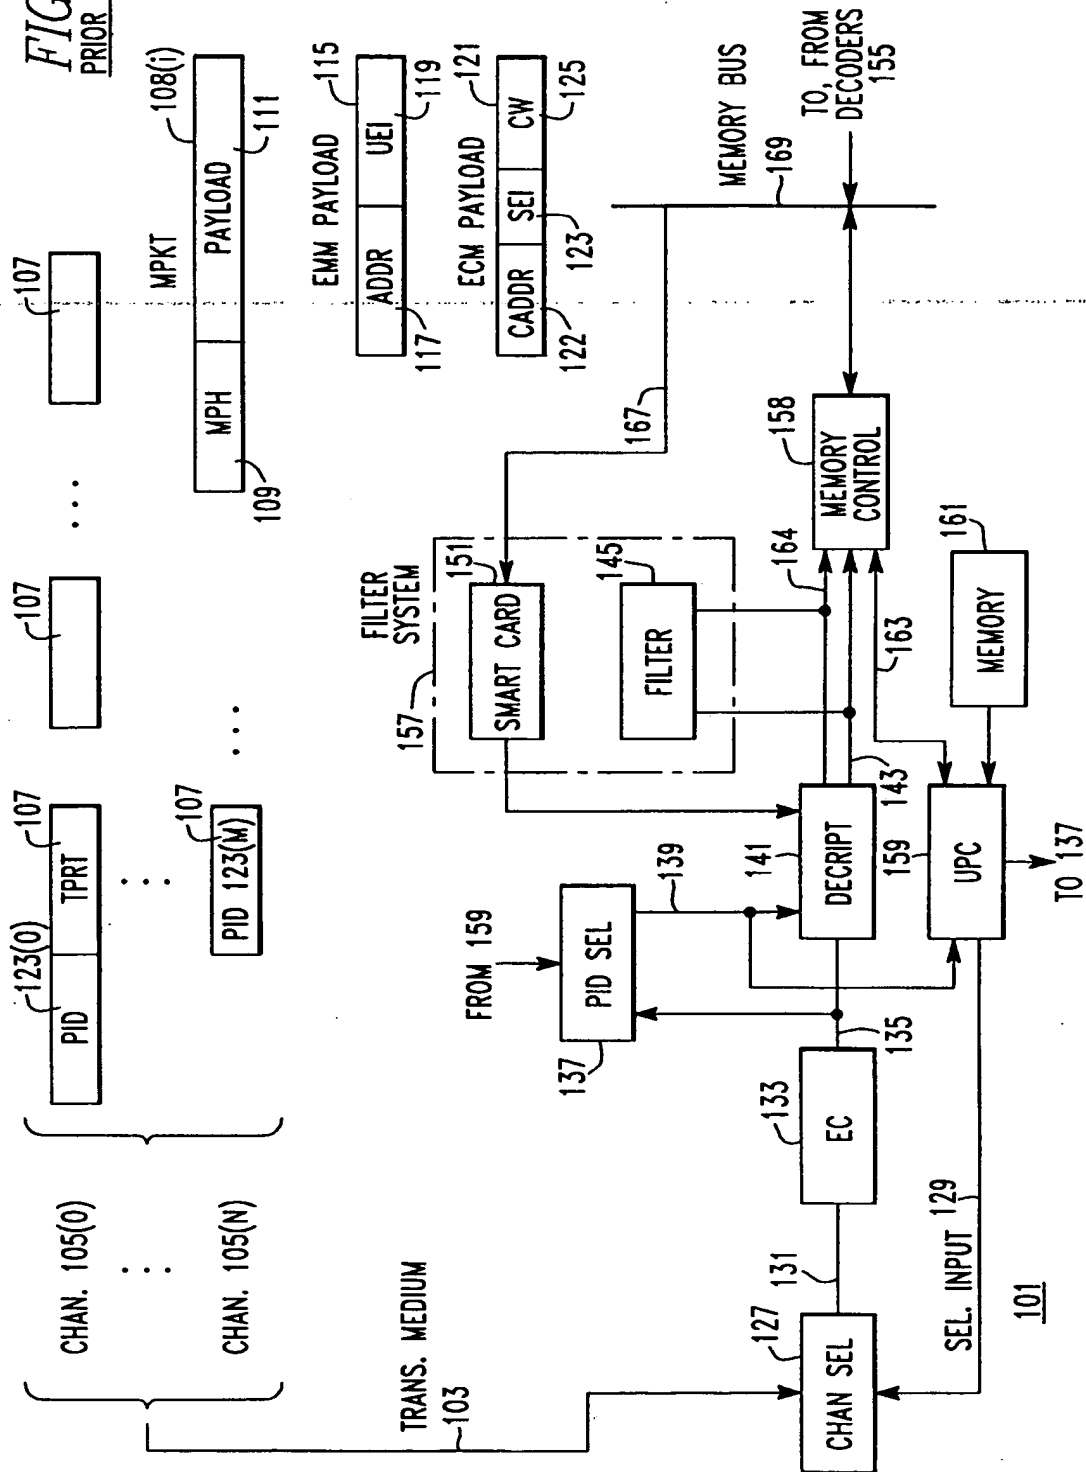 FIG
PRIOR
CHAN. 105(0)
CHAN. 105(N)
123(0)
107
PID
TPRT
107
PID 123(M)
107
107
MPKT
108(i)
MPH
PAYLOAD
109
111
EMM PAYLOAD
115
ADDR
UEI
117
119
ECM PAYLOAD
121
CADDR
SEI
CW
122
123
125
TRANS. MEDIUM
103
FILTER
SYSTEM
157
151
SMART CARD
145
FILTER
167
MEMORY BUS
169
TO, FROM
DECODERS
155
FROM 159
137
PID SEL
139
127
CHAN SEL
131
133
EC
135
141
DECRIPT
143
164
158
MEMORY
CONTROL
163
161
MEMORY
159
UPC
TO 137
SEL. INPUT 129
101